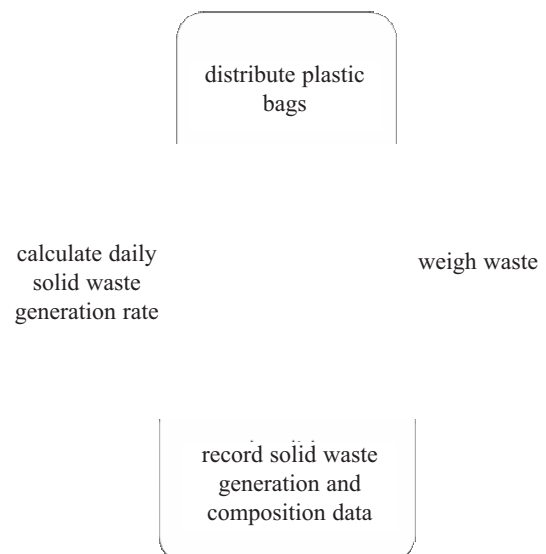 distribute plastic
bags
calculate daily
solid waste
generation rate
weigh waste
record solid waste
generation and
composition data